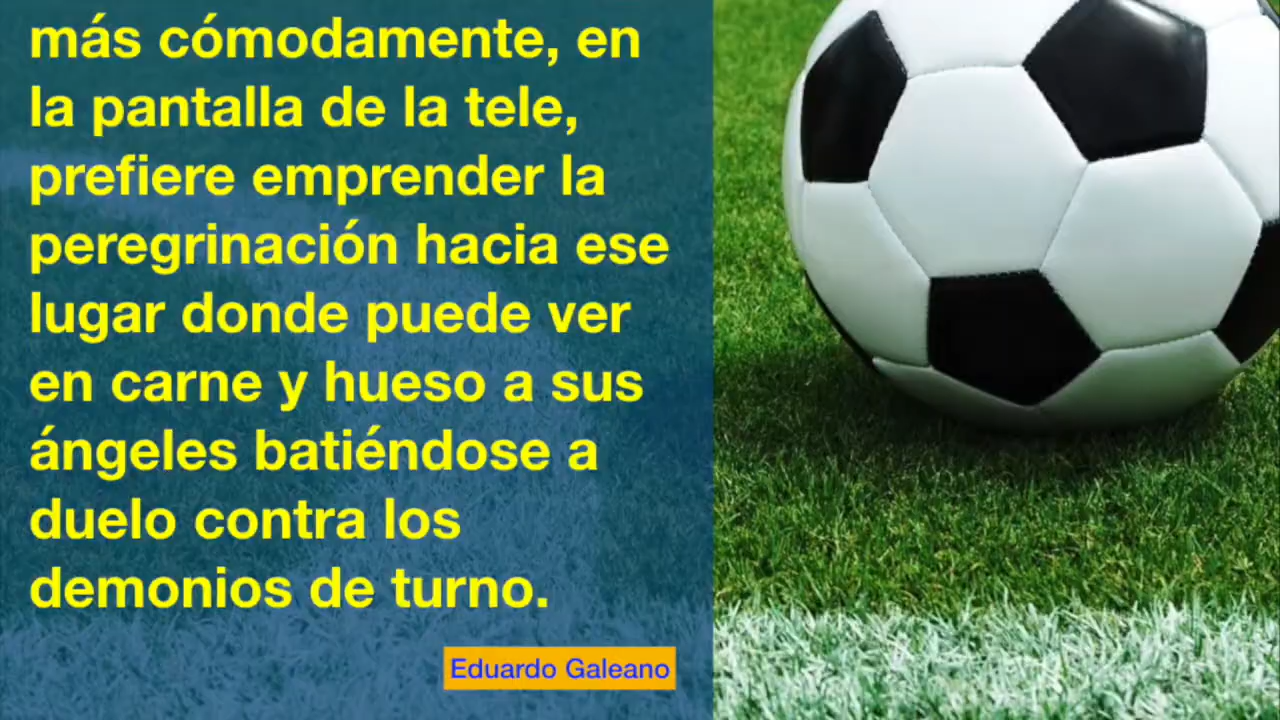 más cómodamente, en
la pantalla de la tele,
prefiere emprender la
peregrinación hacia ese
lugar donde puede ver
en carne y hueso a sus
ángeles batiéndose a
duelo contra los
demonios de turno.
Eduardo Galeano